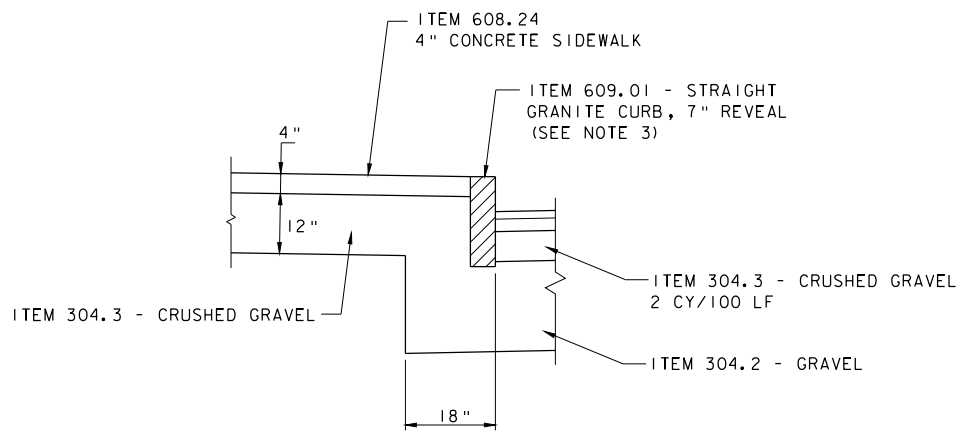 ITEM 608.24
4" CONCRETE SIDEWALK
ITEM 609.01 - STRAIGHT
GRANITE CURB, 7" REVEAL
(SEE NOTE 3)
4"
12"
ITEM 304.3 - CRUSHED GRAVEL
2 CY/100 LF
ITEM 304.3 - CRUSHED GRAVEL
ITEM 304.2 - GRAVEL
18"